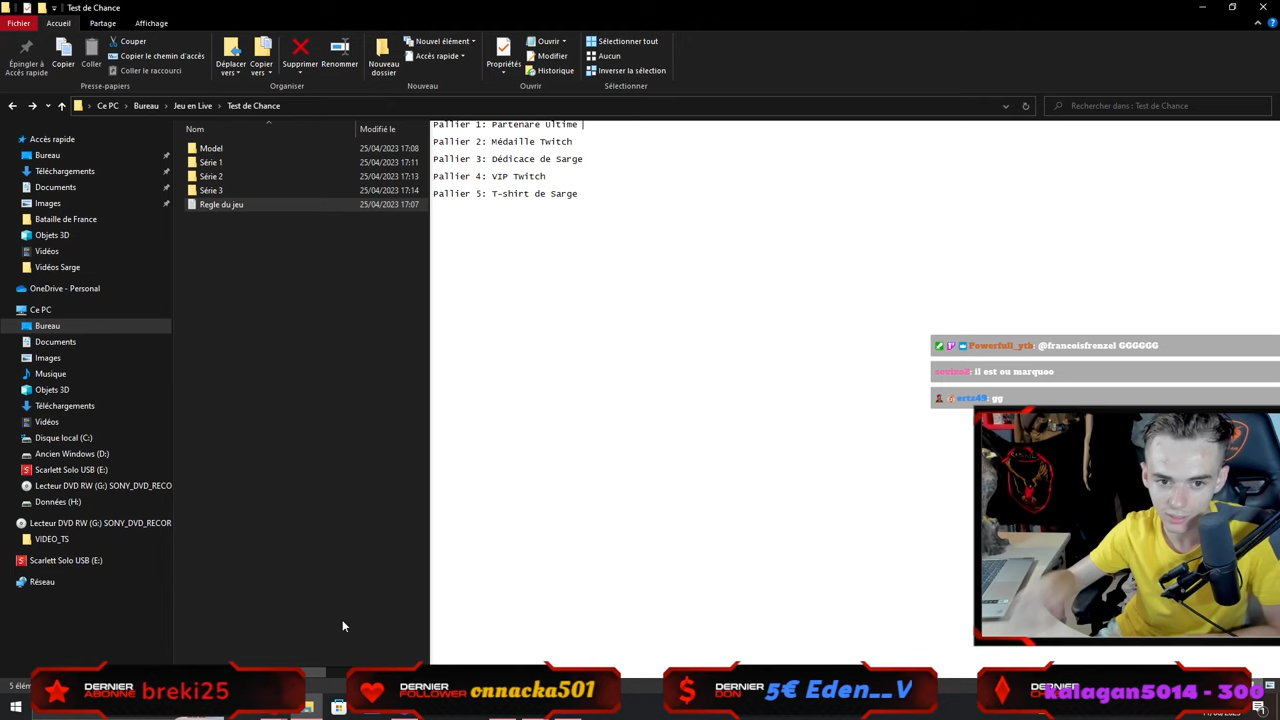 Test de Chance
Fichier Accueil Partage Affichage
Épingler à Accès rapide
Copier
Coller
Couper
Copier le chemin d'accès
Coller le raccourci
Déplacer vers
Copier vers
Supprimer
Renommer
Nouveau dossier
Nouvel élément
Accès rapide
Propriétés
Ouvrir
Modifier
Historique
Sélectionner tout
Aucun
Inverser la sélection
Presse-papiers Organiser Nouveau Ouvrir Sélectionner
Ce PC > Bureau > Jeu en Live > Test de Chance
Rechercher dans : Test de Chance
Accès rapide
Bureau
Téléchargements
Documents
Images
Bataille de France
Objets 3D
Vidéos
Vidéos Sarge
OneDrive - Personal
Ce PC
Bureau
Documents
Images
Musique
Objets 3D
Téléchargements
Vidéos
Disque local (C:)
Ancien Windows (D:)
Scarlett Solo USB (E:)
Lecteur DVD RW (G:) SONY_DVD_RECO
Données (H:)
Lecteur DVD RW (G:) SONY_DVD_RECOR
VIDEO_TS
Scarlett Solo USB (E:)
Réseau
Nom Modifié le
Model 25/04/2023 17:08
Série 1 25/04/2023 17:11
Série 2 25/04/2023 17:13
Série 3 25/04/2023 17:14
Regle du jeu 25/04/2023 17:07
Pallier 1: Partenare Ultime
Pallier 2: Médaille Twitch
Pallier 3: Dédicace de Sarge
Pallier 4: VIP Twitch
Pallier 5: T-shirt de Sarge
Powerfull_ytb: @francoisfrenzel GGGGGG
il est ou marquoo
ertz49: gg
5 élém
DERNIER ABONNÉ breki25
DERNIER FOLLOWER onnacka501
DERNIER DON 5€ Eden__V
DERNIER kalagan5014 - 300